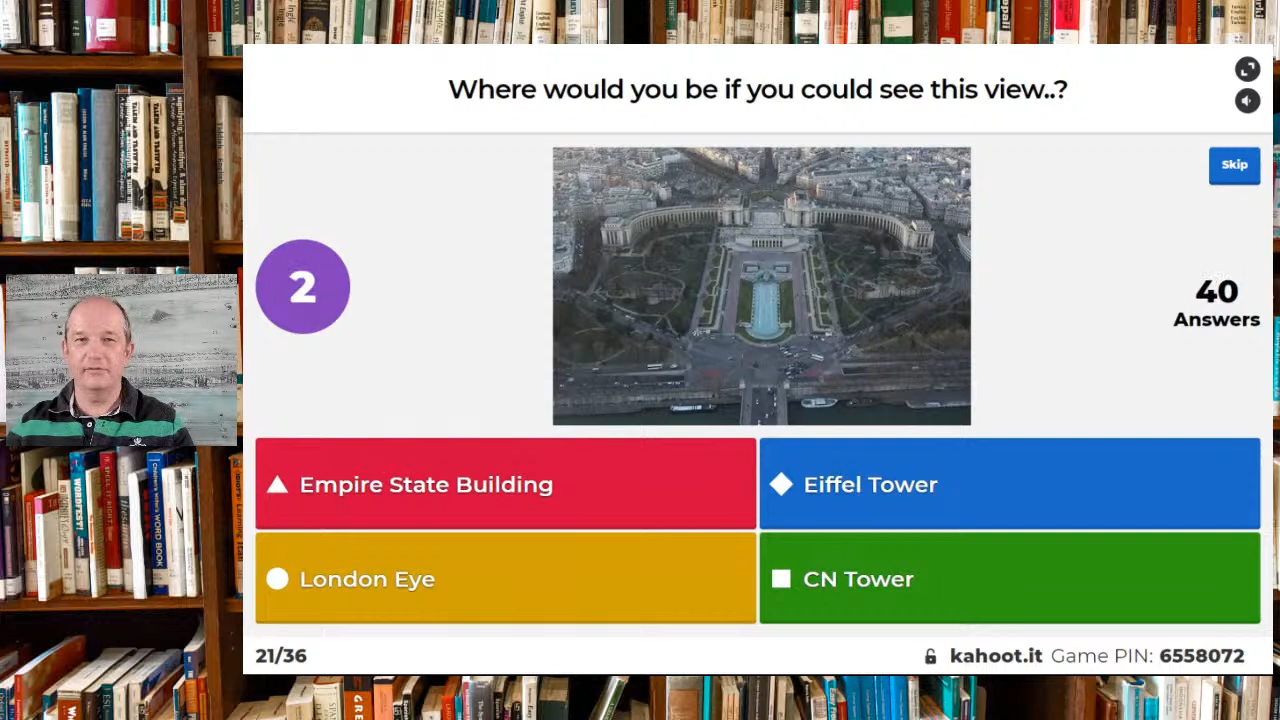 Where would you be if you could see this view..?
Skip
2
40
Answers
Empire State Building
Eiffel Tower
London Eye
CN Tower
21/36
kahoot.it Game PIN: 6558072
WORDFEST!